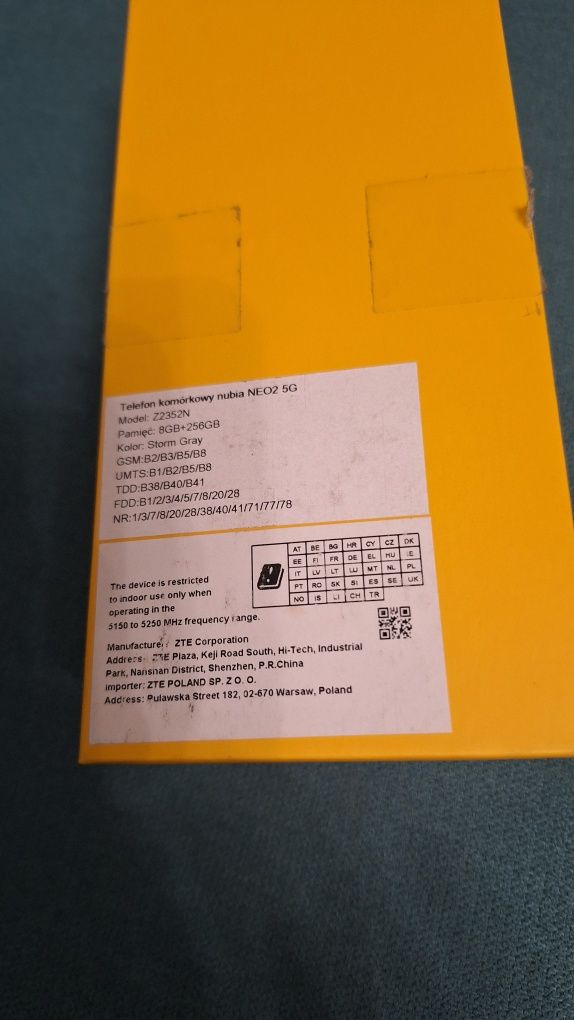 Telefon komórkowy nubia NEO2 5G
Model: Z2352N
Pamięć: 8GB+256GB
Kolor: Storm Gray
GSM:B2/B3/B5/B8
UMTS:B1/B2/B5/B8
TDD:B38/B40/B41
FDD:B1/2/3/4/5/7/8/20/28
NR:1/3/7/8/20/28/38/40/41/71/77/78
AT BE BG HR CY CZ DK
EE FI FR DE EL HU IE
IT LV LT LU MT NL PL
PT RO SK SI ES SE UK
NO IS LI CH TR
The device is restricted
to indoor use only when
operating in the
5150 to 5250 MHz frequency range.
Manufacturer: ZTE Corporation
Address: ZTE Plaza, Keji Road South, Hi-Tech, Industrial
Park, Nanshan District, Shenzhen, P.R.China
Importer: ZTE POLAND SP. Z O. O.
Address: Pulawska Street 182, 02-670 Warsaw, Poland